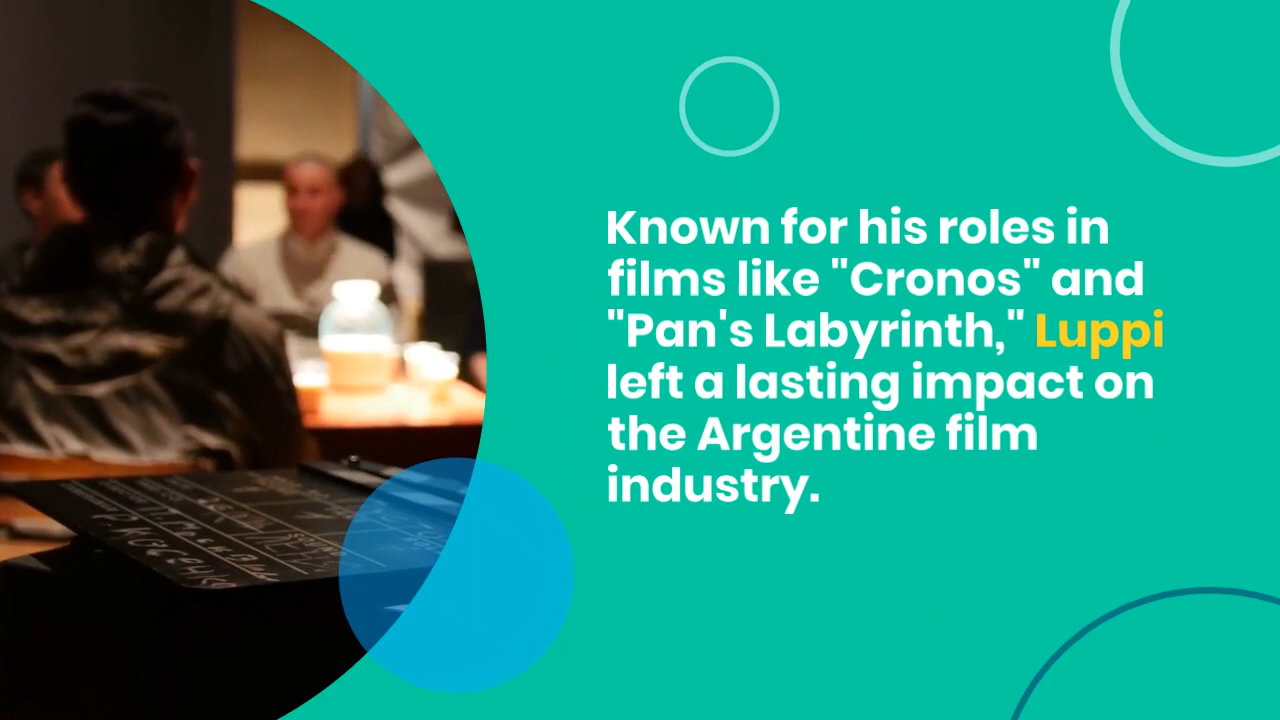 Known for his roles in
films like "Cronos" and
"Pan's Labyrinth," Luppi
left a lasting impact on
the Argentine film
industry.